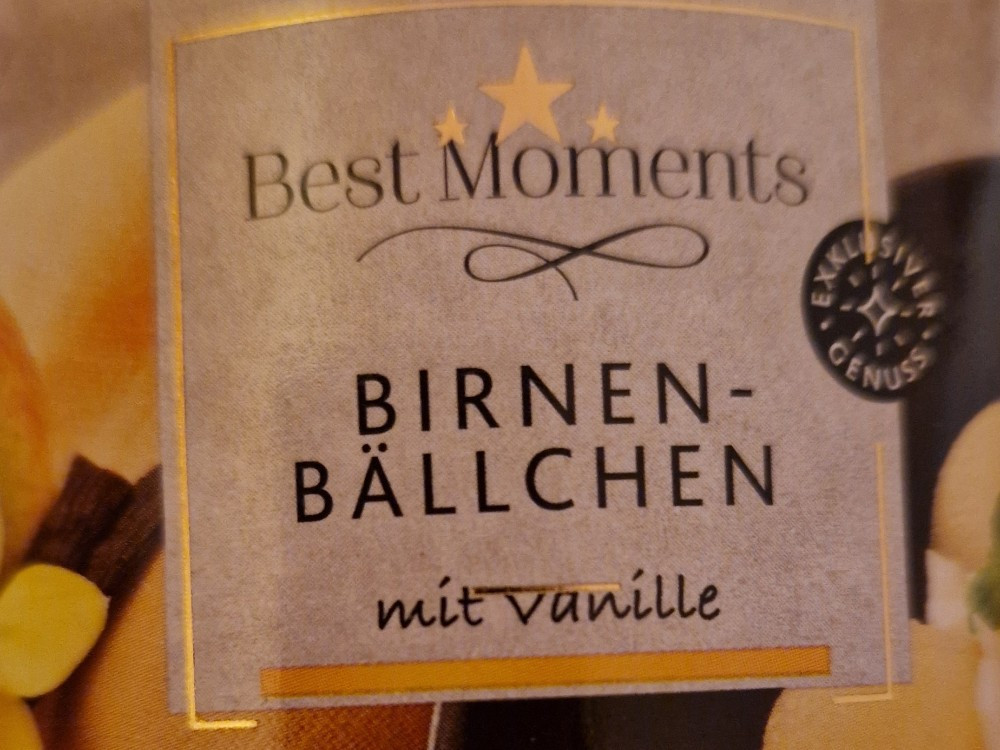 Best Moments
EXKLUSIVER
GENUSS
BIRNEN-
BÄLLCHEN
mit Vanille